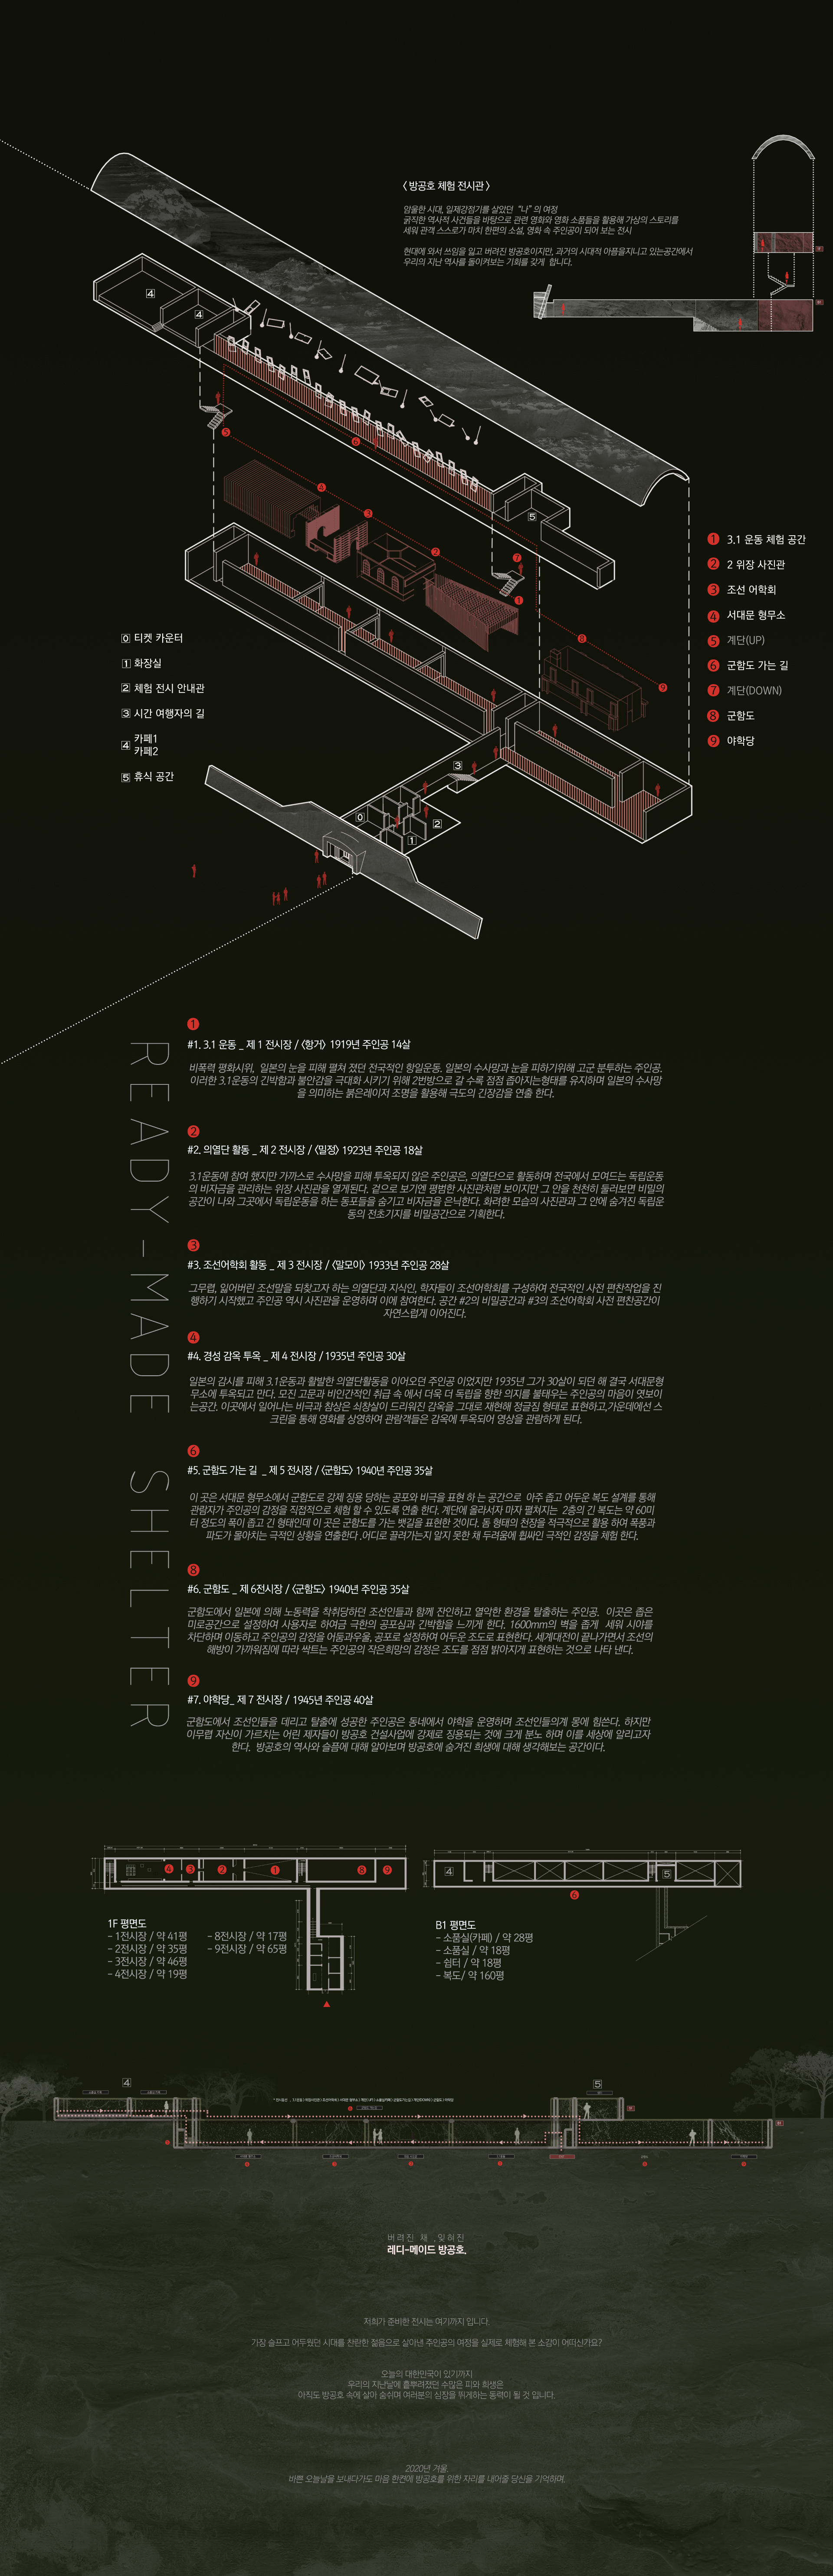 〈 방공호 체험 전시관 〉
암울한 시대, 일제강점기를 살았던 “나” 의 여정
굵직한 역사적 사건들을 바탕으로 관련 영화와 영화 소품들을 활용해 가상의 스토리를
세워 관객 스스로가 마치 한편의 소설, 영화 속 주인공이 되어 보는 전시
현대에 와서 쓰임을 잃고 버려진 방공호이지만, 과거의 시대적 아픔을지니고 있는공간에서
우리의 지난 역사를 돌이켜보는 기회를 갖게 합니다.
4
4
5
6
5
4
3
2
7
1
8
9
3
0
2
1
1 3.1 운동 체험 공간
2 2 위장 사진관
3 조선 어학회
4 서대문 형무소
5 계단(UP)
6 군함도 가는 길
7 계단(DOWN)
8 군함도
9 야학당
0 티켓 카운터
1 화장실
2 체험 전시 안내관
3 시간 여행자의 길
4 카페1
카페2
5 휴식 공간
READY-MADE SHELTER
1
#1. 3.1 운동 _ 제 1 전시장 / 〈항거〉 1919년 주인공 14살
비폭력 평화시위, 일본의 눈을 피해 펼쳐 졌던 전국적인 항일운동. 일본의 수사망과 눈을 피하기위해 고군 분투하는 주인공.
이러한 3.1운동의 긴박함과 불안감을 극대화 시키기 위해 2번방으로 갈 수록 점점 좁아지는형태를 유지하며 일본의 수사망
을 의미하는 붉은레이저 조명을 활용해 극도의 긴장감을 연출 한다.
2
#2. 의열단 활동 _ 제 2 전시장 / 〈밀정〉 1923년 주인공 18살
3.1운동에 참여 했지만 가까스로 수사망을 피해 투옥되지 않은 주인공은, 의열단으로 활동하며 전국에서 모여드는 독립운동
의 비자금을 관리하는 위장 사진관을 열게된다. 겉으로 보기엔 평범한 사진관처럼 보이지만 그 안을 천천히 둘러보면 비밀의
공간이 나와 그곳에서 독립운동을 하는 동포들을 숨기고 비자금을 은닉한다. 화려한 모습의 사진관과 그 안에 숨겨진 독립운
동의 전초기지를 비밀공간으로 기획한다.
3
#3. 조선어학회 활동 _ 제 3 전시장 / 〈말모이〉 1933년 주인공 28살
그무렵, 잃어버린 조선말을 되찾고자 하는 의열단과 지식인, 학자들이 조선어학회를 구성하여 전국적인 사전 편찬작업을 진
행하기 시작했고 주인공 역시 사진관을 운영하며 이에 참여한다. 공간 #2의 비밀공간과 #3의 조선어학회 사전 편찬공간이
자연스럽게 이어진다.
4
#4. 경성 감옥 투옥 _ 제 4 전시장 / 1935년 주인공 30살
일본의 감시를 피해 3.1운동과 활발한 의열단활동을 이어오던 주인공 이었지만 1935년 그가 30살이 되던 해 결국 서대문형
무소에 투옥되고 만다. 모진 고문과 비인간적인 취급 속 에서 더욱 더 독립을 향한 의지를 불태우는 주인공의 마음이 엿보이
는공간. 이곳에서 일어나는 비극과 참상은 쇠창살이 드리워진 감옥을 그대로 재현해 정글짐 형태로 표현하고,가운데에선 스
크린을 통해 영화를 상영하여 관람객들은 감옥에 투옥되어 영상을 관람하게 된다.
6
#5. 군함도 가는 길 _ 제 5 전시장 / 〈군함도〉 1940년 주인공 35살
이 곳은 서대문 형무소에서 군함도로 강제 징용 당하는 공포와 비극을 표현 하 는 공간으로 아주 좁고 어두운 복도 설계를 통해
관람자가 주인공의 감정을 직접적으로 체험 할 수 있도록 연출 한다. 계단에 올라서자 마자 펼쳐지는 2층의 긴 복도는 약 60미
터 정도의 폭이 좁고 긴 형태인데 이 곳은 군함도를 가는 뱃길을 표현한 것이다. 돔 형태의 천장을 적극적으로 활용 하여 폭풍과
파도가 몰아치는 극적인 상황을 연출한다 .어디로 끌려가는지 알지 못한 채 두려움에 휩싸인 극적인 감정을 체험 한다.
8
#6. 군함도 _ 제 6전시장 / 〈군함도〉 1940년 주인공 35살
군함도에서 일본에 의해 노동력을 착취당하던 조선인들과 함께 잔인하고 열악한 환경을 탈출하는 주인공. 이곳은 좁은
미로공간으로 설정하여 사용자로 하여금 극한의 공포심과 긴박함을 느끼게 한다. 1600mm의 벽을 좁게 세워 시야를
차단하며 이동하고 주인공의 감정을 어둠과우울, 공포로 설정하여 어두운 조도로 표현한다. 세계대전이 끝나가면서 조선의
해방이 가까워짐에 따라 싹트는 주인공의 작은희망의 감정은 조도를 점점 밝아지게 표현하는 것으로 나타 낸다.
9
#7. 야학당_ 제 7 전시장 / 1945년 주인공 40살
군함도에서 조선인들을 데리고 탈출에 성공한 주인공은 동네에서 야학을 운영하며 조선인들의계 몽에 힘쓴다. 하지만
이무렵 자신이 가르치는 어린 제자들이 방공호 건설사업에 강제로 징용되는 것에 크게 분노 하며 이를 세상에 알리고자
한다. 방공호의 역사와 슬픔에 대해 알아보며 방공호에 숨겨진 희생에 대해 생각해보는 공간이다.
4 3 2 1 8 9
4 5
6
1F 평면도
- 1전시장 / 약 41평
- 2전시장 / 약 35평
- 3전시장 / 약 46평
- 4전시장 / 약 19평
- 8전시장 / 약 17평
- 9전시장 / 약 65평
B1 평면도
- 소품실(카페) / 약 28평
- 소품실 / 약 18평
- 쉼터 / 약 18평
- 복도/ 약 160평
4
5
버려진 채 ,잊혀진
레디-메이드 방공호.
저희가 준비한 전시는 여기까지 입니다.
가장 슬프고 어두웠던 시대를 찬란한 젊음으로 살아낸 주인공의 여정을 실제로 체험해 본 소감이 어떠신가요?
오늘의 대한민국이 있기까지
우리의 지난날에 흩뿌려졌던 수많은 피와 희생은
아직도 방공호 속에 살아 숨쉬며 여러분의 심장을 뛰게하는 동력이 될 것 입니다.
2020년 겨울.
바쁜 오늘날을 보내다가도 마음 한켠에 방공호를 위한 자리를 내어줄 당신을 기억하며.